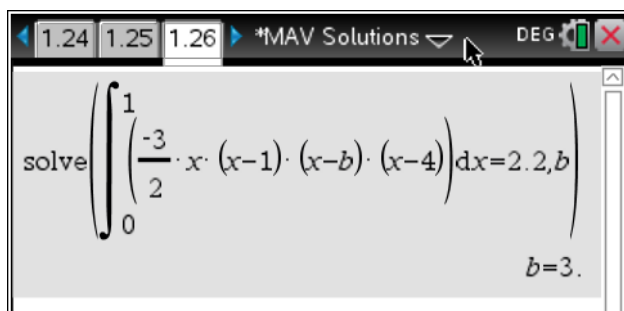 1.24 1.25 1.26 *MAV Solutions DEG
solve(∫₀¹(-3/2·x·(x−1)·(x−b)·(x−4))dx=2.2,b)
b=3.